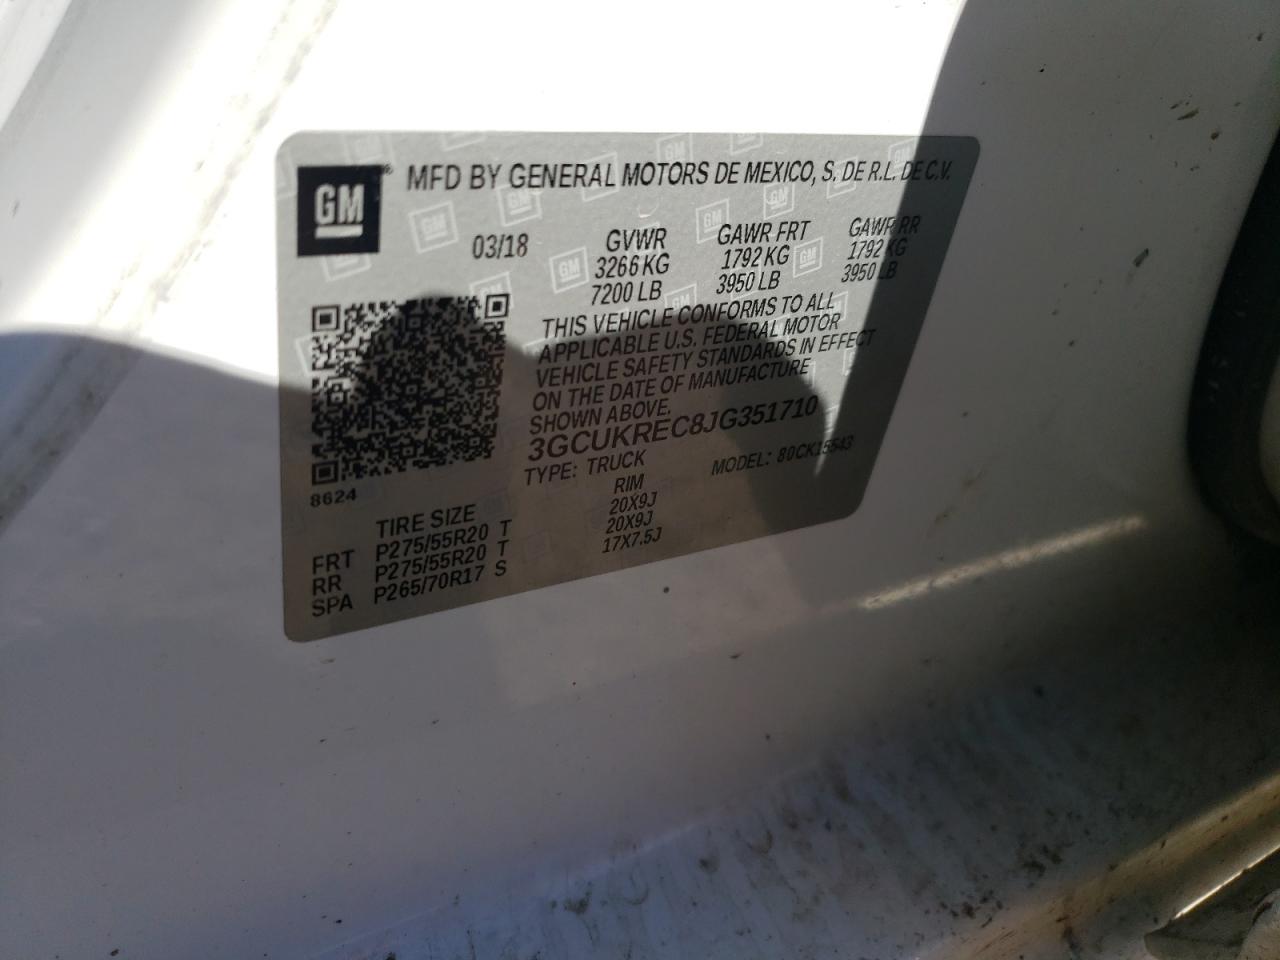 GM
MFD BY GENERAL MOTORS DE MEXICO, S. DE R.L. DE C.V.
03/18
GVWR GAWR FRT GAWR RR
3266 KG 1792 KG 1792 KG
7200 LB 3950 LB 3950 LB
THIS VEHICLE CONFORMS TO ALL
APPLICABLE U.S. FEDERAL MOTOR
VEHICLE SAFETY STANDARDS IN EFFECT
ON THE DATE OF MANUFACTURE
SHOWN ABOVE.
3GCUKREC8JG351710
TYPE: TRUCK MODEL: 80CK15543
8624
TIRE SIZE RIM
FRT P275/55R20 T 20X9J
RR P275/55R20 T 20X9J
SPA P265/70R17 S 17X7.5J